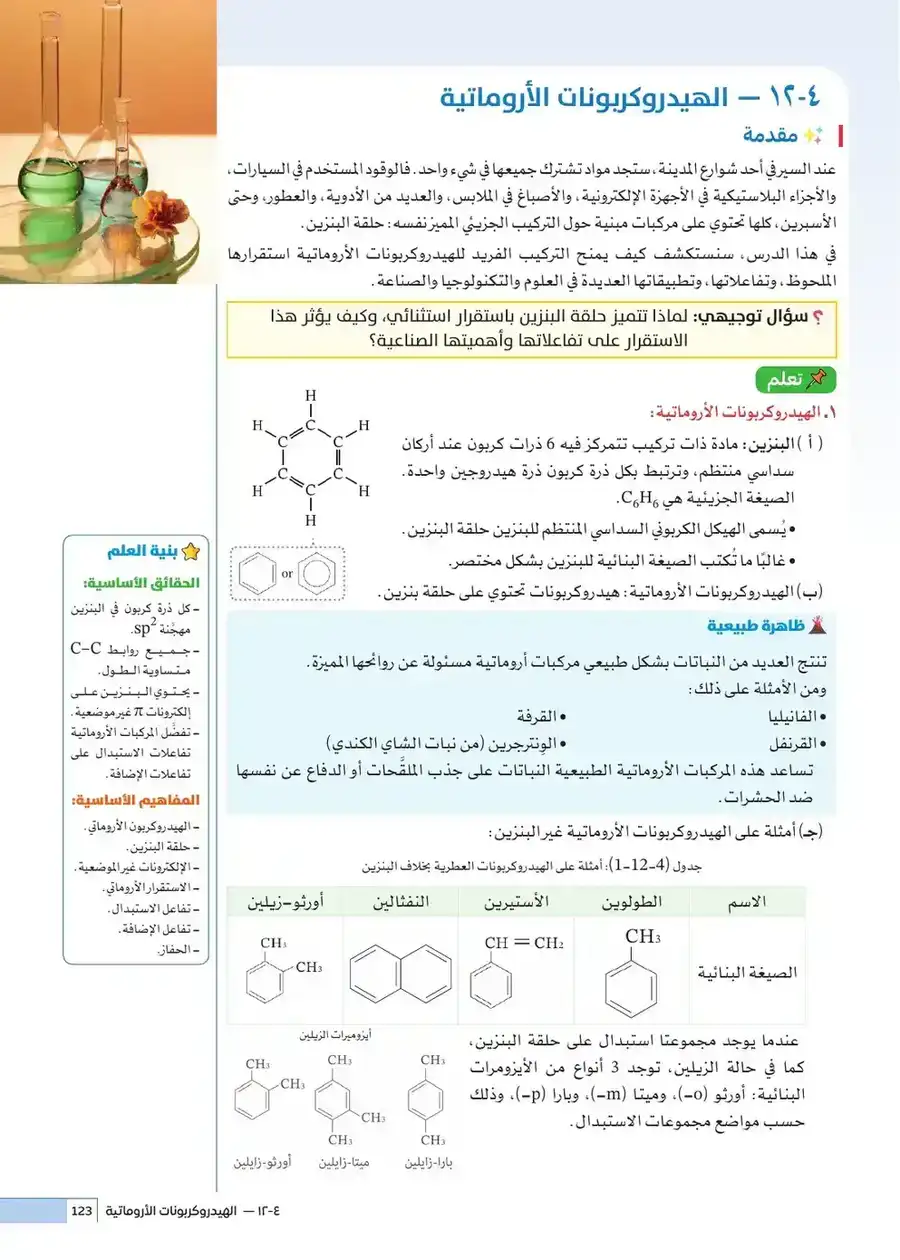 ٤-١٢ — الهيدروكربونات الأروماتية
مقدمة
عند السير في أحد شوارع المدينة، ستجد مواد تشترك جميعها في شيء واحد. فالوقود المستخدم في السيارات،
والأجزاء البلاستيكية في الأجهزة الإلكترونية، والأصباغ في الملابس، والعديد من الأدوية، والعطور، وحتى
الأسبرين، كلها تحتوي على مركبات مبنية حول التركيب الجزيئي المميز نفسه: حلقة البنزين.
في هذا الدرس، سنستكشف كيف يمنح التركيب الفريد للهيدروكربونات الأروماتية استقرارها
الملحوظ، وتفاعلاتها، وتطبيقاتها العديدة في العلوم والتكنولوجيا والصناعة.
؟ سؤال توجيهي: لماذا تتميز حلقة البنزين باستقرار استثنائي، وكيف يؤثر هذا
الاستقرار على تفاعلاتها وأهميتها الصناعية؟
تعلم
١. الهيدروكربونات الأروماتية:
( أ ) البنزين: مادة ذات تركيب تتمركز فيه 6 ذرات كربون عند أركان
سداسي منتظم، وترتبط بكل ذرة كربون ذرة هيدروجين واحدة.
الصيغة الجزيئية هي C₆H₆.
• يُسمى الهيكل الكربوني السداسي المنتظم للبنزين حلقة البنزين.
• غالبًا ما تُكتب الصيغة البنائية للبنزين بشكل مختصر.
(ب) الهيدروكربونات الأروماتية: هيدروكربونات تحتوي على حلقة بنزين.
H
H C H
C C
C C
H C H
H
or
ظاهرة طبيعية
تنتج العديد من النباتات بشكل طبيعي مركبات أروماتية مسئولة عن روائحها المميزة.
ومن الأمثلة على ذلك:
• الفانيليا • القرفة
• القرنفل • الوِنترجرين (من نبات الشاي الكندي)
تساعد هذه المركبات الأروماتية الطبيعية النباتات على جذب الملقَّحات أو الدفاع عن نفسها
ضد الحشرات.
(جـ) أمثلة على الهيدروكربونات الأروماتية غير البنزين:
جدول (4-12-1): أمثلة على الهيدروكربونات العطرية بخلاف البنزين
الاسم الطولوين الأستيرين النفثالين أورثو-زيلين
الصيغة البنائية
CH₃
CH = CH₂
CH₃
CH₃
عندما يوجد مجموعتا استبدال على حلقة البنزين،
كما في حالة الزيلين، توجد 3 أنواع من الأيزومرات
البنائية: أورثو (o-)، وميتا (m-)، وبارا (p-)، وذلك
حسب مواضع مجموعات الاستبدال.
أيزوميرات الزيلين
CH₃ CH₃ CH₃
CH₃ CH₃
CH₃ CH₃
بارا-زايلين ميتا-زايلين أورثو-زايلين
بنية العلم
الحقائق الأساسية:
– كل ذرة كربون في البنزين
مهجَّنة sp².
– جميع روابط C–C
متساوية الطول.
– يحتوي البنزين على
إلكترونات π غير موضعية.
– تفضَّل المركبات الأروماتية
تفاعلات الاستبدال على
تفاعلات الإضافة.
المفاهيم الأساسية:
– الهيدروكربون الأروماتي.
– حلقة البنزين.
– الإلكترونات غير الموضعية.
– الاستقرار الأروماتي.
– تفاعل الاستبدال.
– تفاعل الإضافة.
– الحفاز.
٤-١٢ — الهيدروكربونات الأروماتية 123